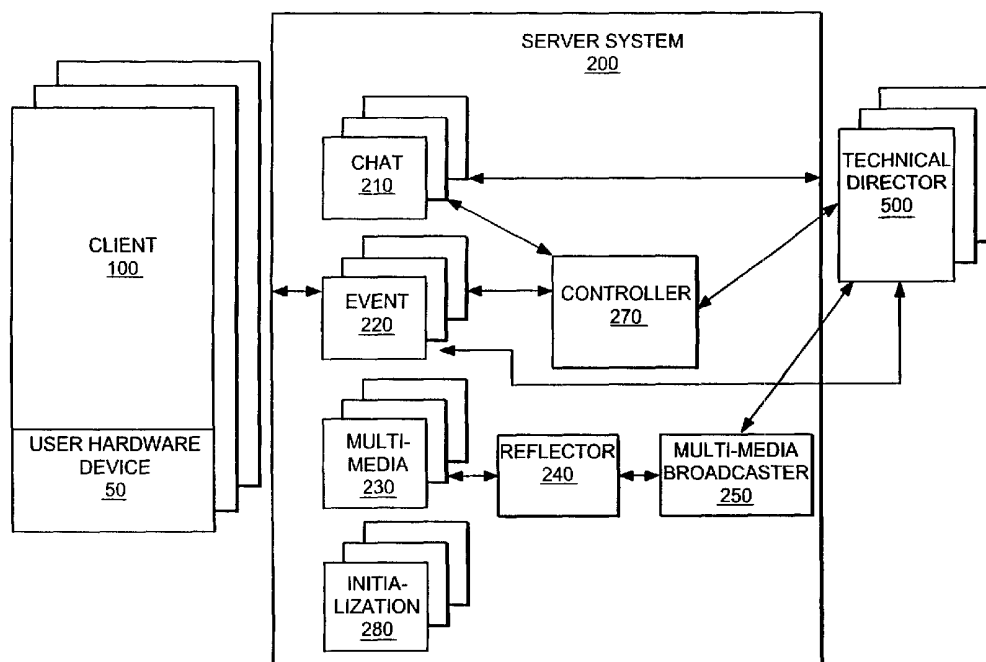 SERVER SYSTEM
200
CLIENT
100
USER HARDWARE
DEVICE
50
CHAT
210
EVENT
220
MULTI-
MEDIA
230
INITIA-
LIZATION
280
CONTROLLER
270
REFLECTOR
240
MULTI-MEDIA
BROADCASTER
250
TECHNICAL
DIRECTOR
500